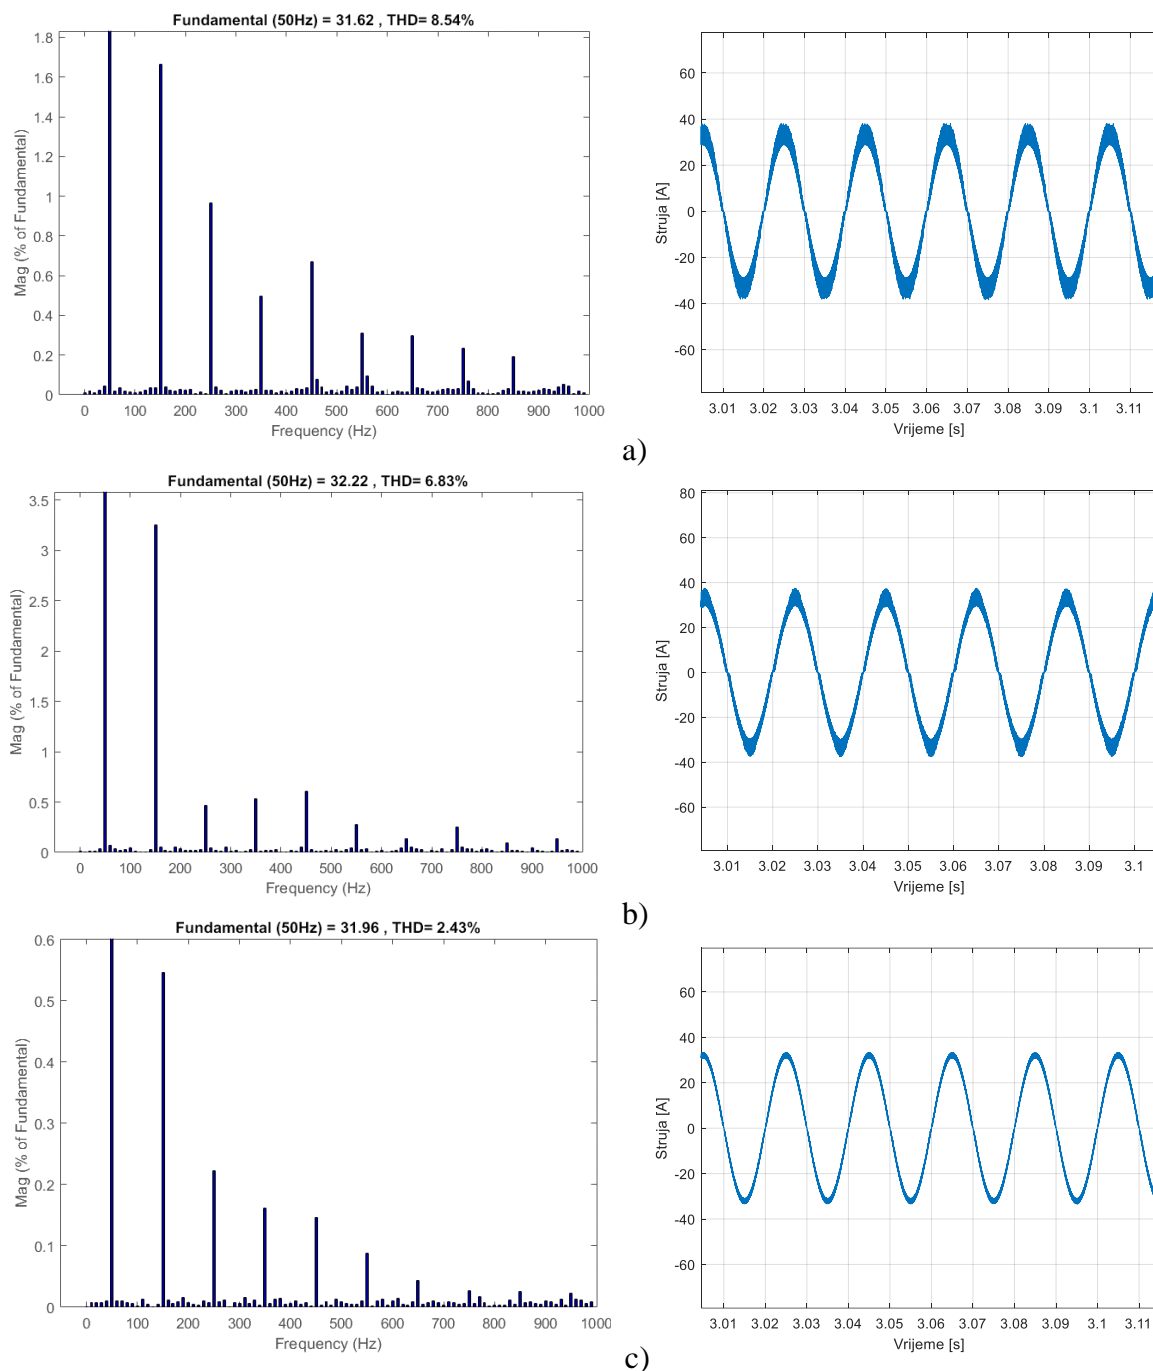 Fundamental (50Hz) = 31.62 , THD= 8.54%
Mag (% of Fundamental)
1.8
1.6
1.4
1.2
1
0.8
0.6
0.4
0.2
0
0 100 200 300 400 500 600 700 800 900 1000
Frequency (Hz)
Struja [A]
60
40
20
0
-20
-40
-60
3.01 3.02 3.03 3.04 3.05 3.06 3.07 3.08 3.09 3.1 3.11
Vrijeme [s]
a)
Fundamental (50Hz) = 32.22 , THD= 6.83%
Mag (% of Fundamental)
3.5
3
2.5
2
1.5
1
0.5
0
0 100 200 300 400 500 600 700 800 900 1000
Frequency (Hz)
Struja [A]
80
60
40
20
0
-20
-40
-60
3.01 3.02 3.03 3.04 3.05 3.06 3.07 3.08 3.09 3.1
Vrijeme [s]
b)
Fundamental (50Hz) = 31.96 , THD= 2.43%
Mag (% of Fundamental)
0.6
0.5
0.4
0.3
0.2
0.1
0
0 100 200 300 400 500 600 700 800 900 1000
Frequency (Hz)
Struja [A]
60
40
20
0
-20
-40
-60
3.01 3.02 3.03 3.04 3.05 3.06 3.07 3.08 3.09 3.1 3.11
Vrijeme [s]
c)